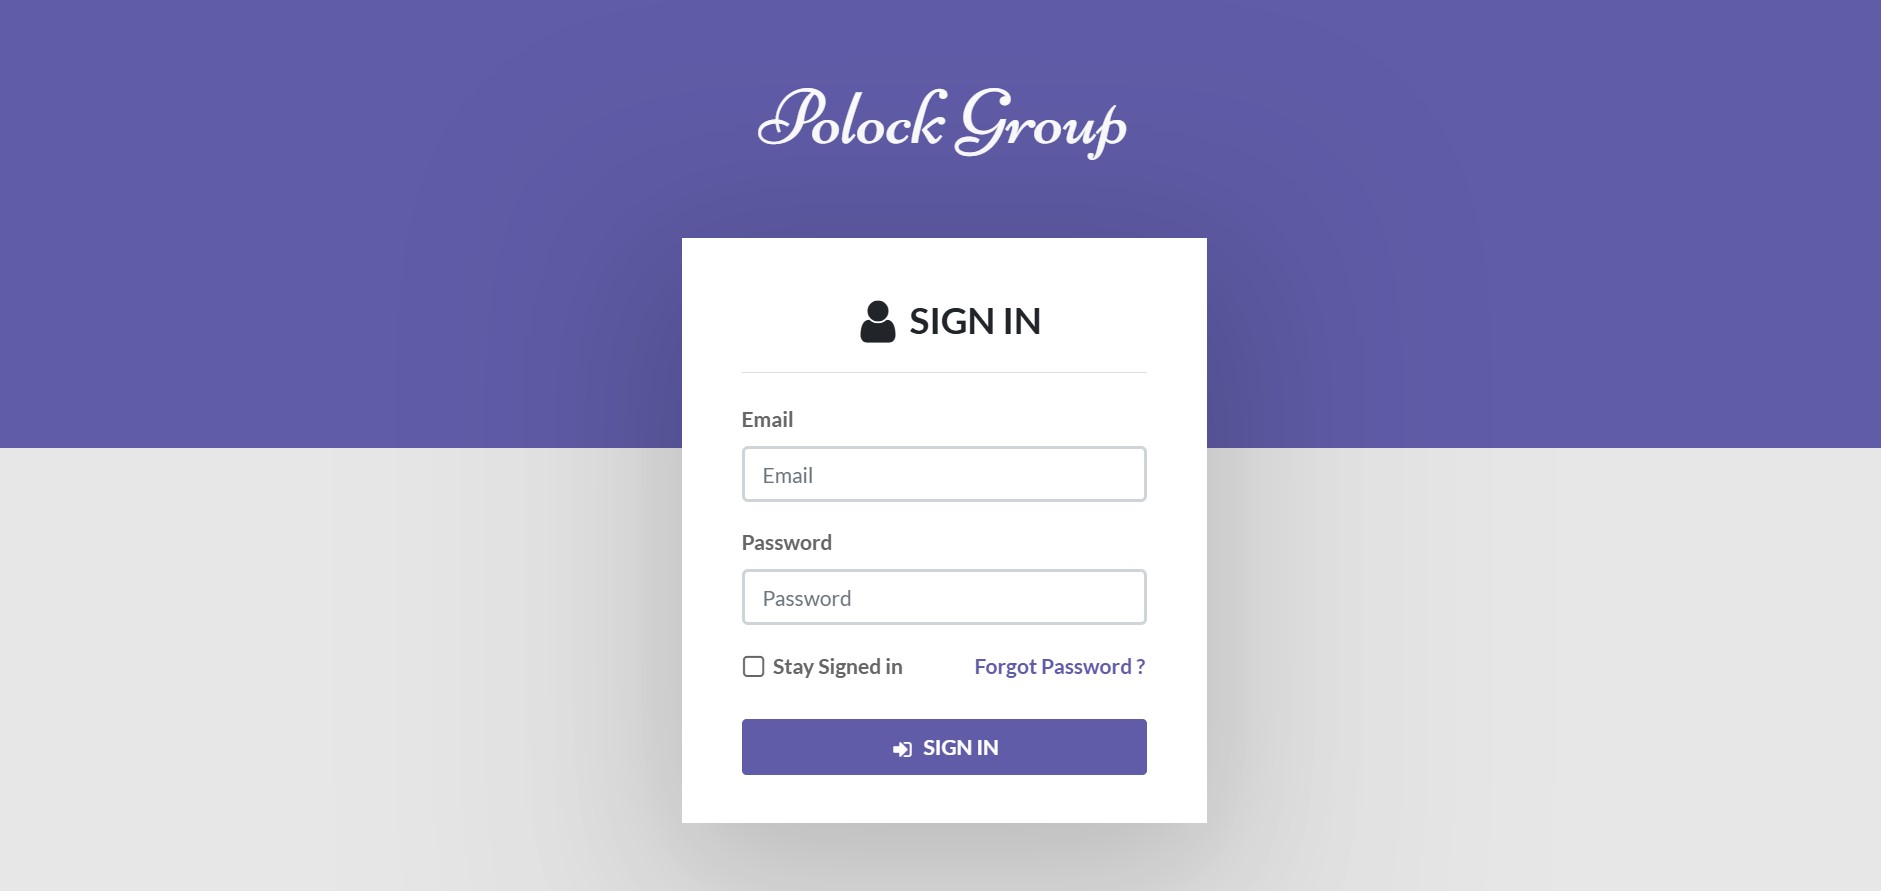 Polock Group
SIGN IN
Email
Email
Password
Password
Stay Signed in Forgot Password ?
SIGN IN